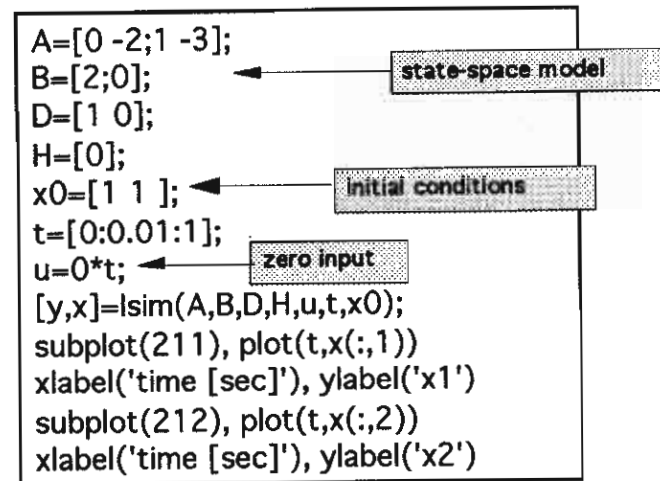 A=[0 -2;1 -3];
B=[2;0];
state-space model
D=[1 0];
H=[0];
x0=[1 1 ];
Initial conditions
t=[0:0.01:1];
u=0*t;
zero input
[y,x]=lsim(A,B,D,H,u,t,x0);
subplot(211), plot(t,x(:,1))
xlabel('time [sec]'), ylabel('x1')
subplot(212), plot(t,x(:,2))
xlabel('time [sec]'), ylabel('x2')